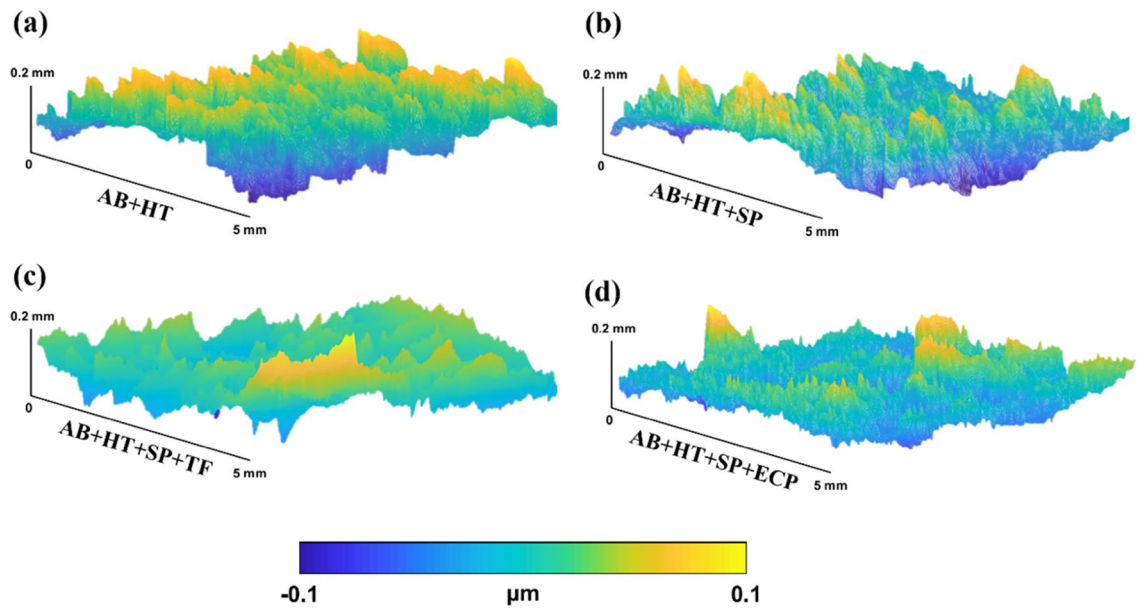 (a)
0.2 mm
0
AB+HT
5 mm
(b)
0.2 mm
0
AB+HT+SP
5 mm
(c)
0.2 mm
0
AB+HT+SP+TF
5 mm
(d)
0.2 mm
0
AB+HT+SP+ECP
5 mm
-0.1 µm 0.1